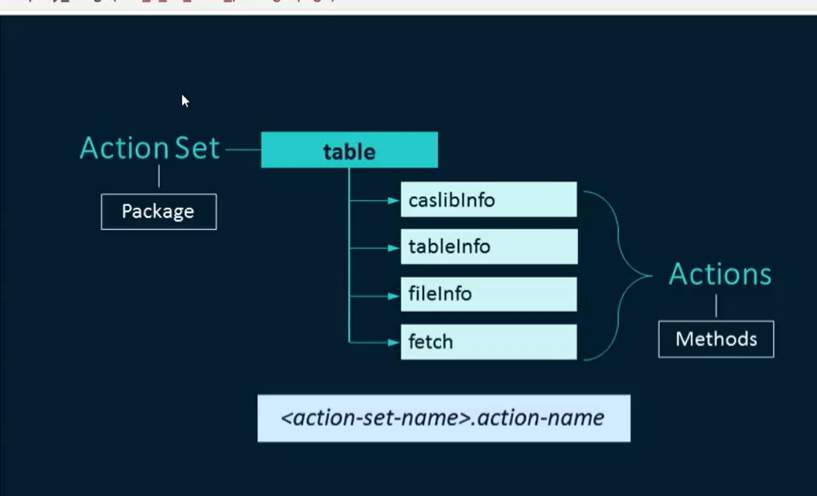 Action Set
table
Package
caslibInfo
tableInfo
fileInfo
fetch
Actions
Methods
<action-set-name>.action-name